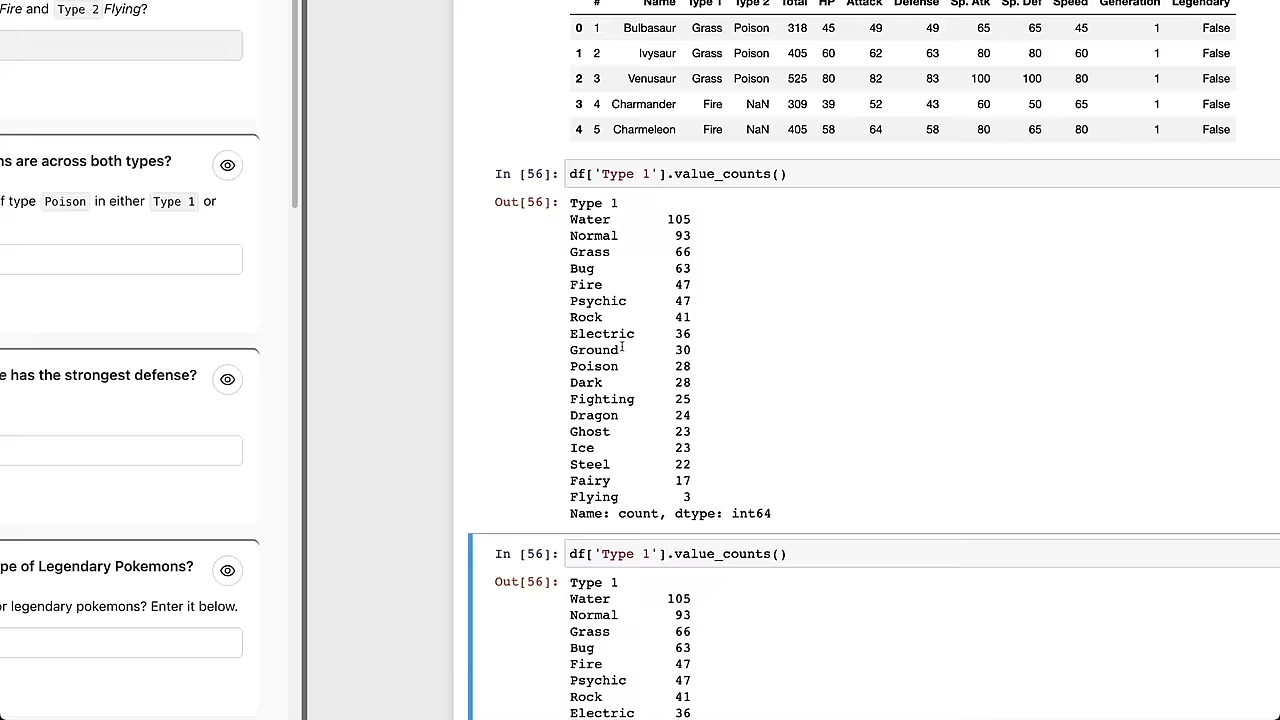 Fire and Type 2 Flying?
ns are across both types?
f type Poison in either Type 1 or
e has the strongest defense?
pe of Legendary Pokemons?
or legendary pokemons? Enter it below.
# Name Type 1 Type 2 Total HP Attack Defense Sp. Atk Sp. Def Speed Generation Legendary
0 1 Bulbasaur Grass Poison 318 45 49 49 65 65 45 1 False
1 2 Ivysaur Grass Poison 405 60 62 63 80 80 60 1 False
2 3 Venusaur Grass Poison 525 80 82 83 100 100 80 1 False
3 4 Charmander Fire NaN 309 39 52 43 60 50 65 1 False
4 5 Charmeleon Fire NaN 405 58 64 58 80 65 80 1 False
In [56]: df['Type 1'].value_counts()
Out[56]: Type 1
Water 105
Normal 93
Grass 66
Bug 63
Fire 47
Psychic 47
Rock 41
Electric 36
Ground 30
Poison 28
Dark 28
Fighting 25
Dragon 24
Ghost 23
Ice 23
Steel 22
Fairy 17
Flying 3
Name: count, dtype: int64
In [56]: df['Type 1'].value_counts()
Out[56]: Type 1
Water 105
Normal 93
Grass 66
Bug 63
Fire 47
Psychic 47
Rock 41
Electric 36